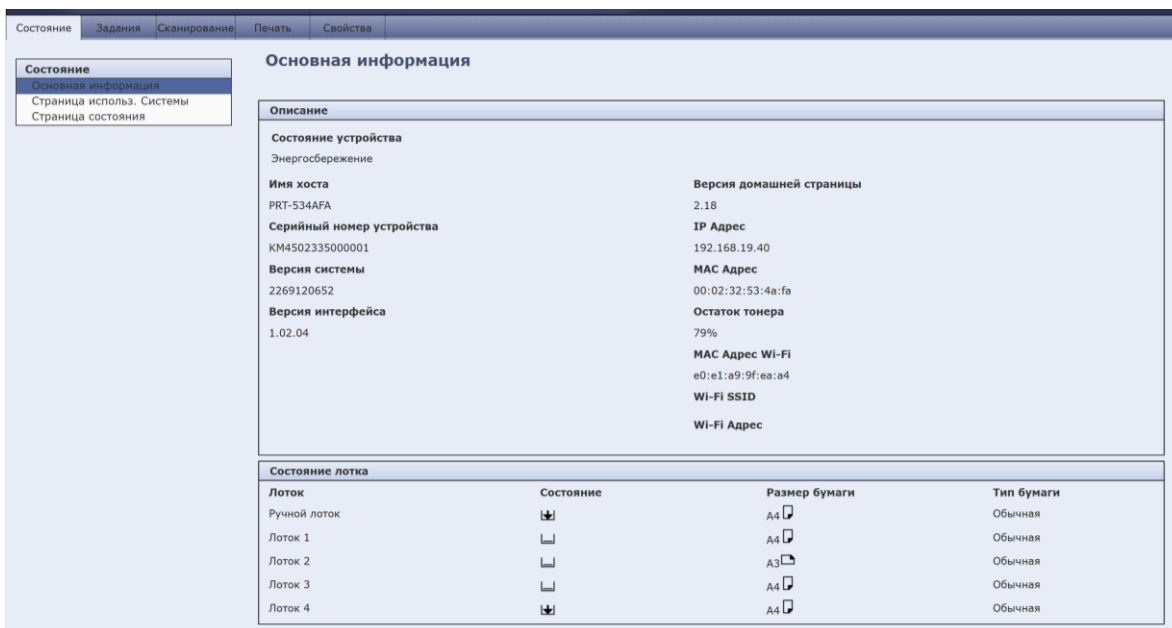 Состояние Задания Сканирование Печать Свойства
Состояние
Основная информация
Страница использ. Системы
Страница состояния
Основная информация
Описание
Состояние устройства
Энергосбережение
Имя хоста Версия домашней страницы
PRT-534AFA 2.18
Серийный номер устройства IP Адрес
KM4502335000001 192.168.19.40
Версия системы MAC Адрес
2269120652 00:02:32:53:4a:fa
Версия интерфейса Остаток тонера
1.02.04 79%
MAC Адрес Wi-Fi
e0:e1:a9:9f:ea:a4
Wi-Fi SSID
Wi-Fi Адрес
Состояние лотка
Лоток Состояние Размер бумаги Тип бумаги
Ручной лоток A4 Обычная
Лоток 1 A4 Обычная
Лоток 2 A3 Обычная
Лоток 3 A4 Обычная
Лоток 4 A4 Обычная